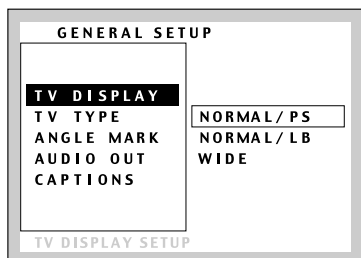 GENERAL SETUP
TV DISPLAY
TV TYPE
ANGLE MARK
AUDIO OUT
CAPTIONS
NORMAL/PS
NORMAL/LB
WIDE
TV DISPLAY SETUP